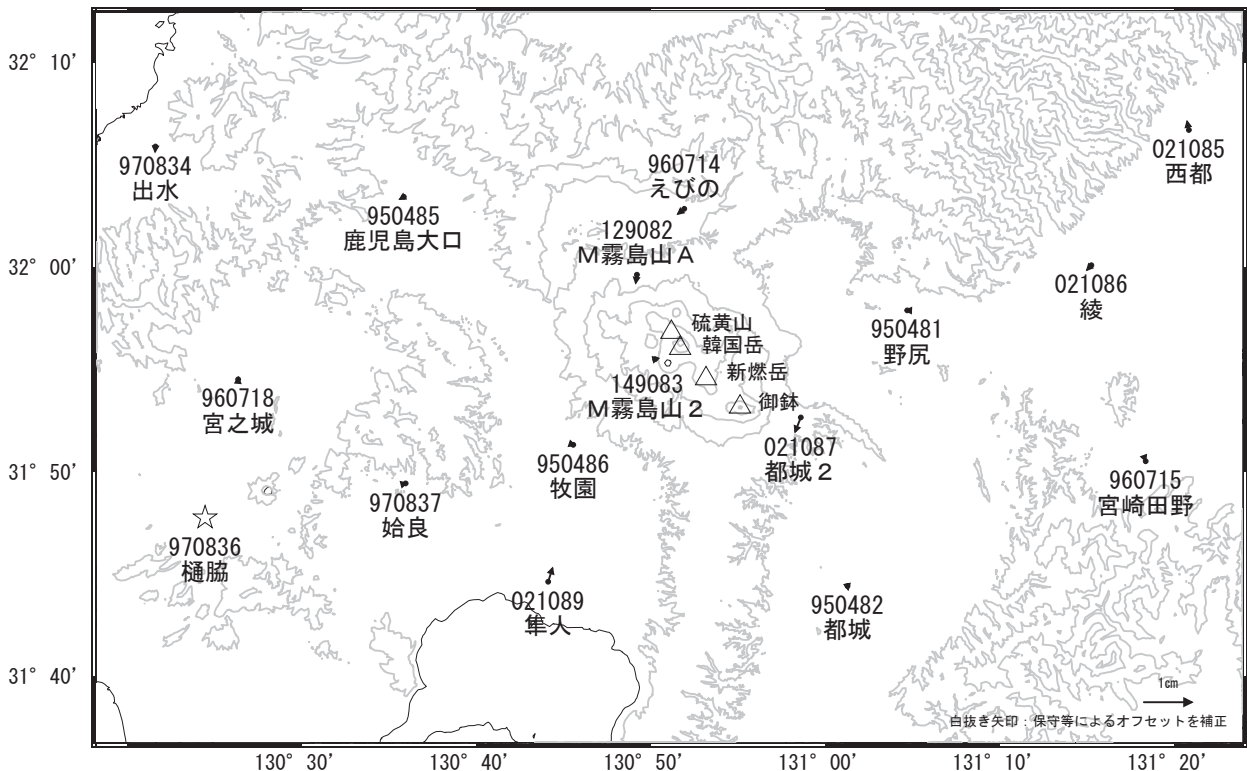 32° 10′
970834
出水
950485
鹿児島大口
960714
えびの
129082
M霧島山A
021085
西都
32° 00′
021086
綾
950481
野尻
硫黄山
韓国岳
新燃岳
御鉢
149083
M霧島山2
960718
宮之城
021087
都城2
31° 50′
950486
牧園
970837
姶良
960715
宮崎田野
970836
樋脇
021089
隼人
950482
都城
31° 40′
1cm
白抜き矢印：保守等によるオフセットを補正
130° 30′
130° 40′
130° 50′
131° 00′
131° 10′
131° 20′